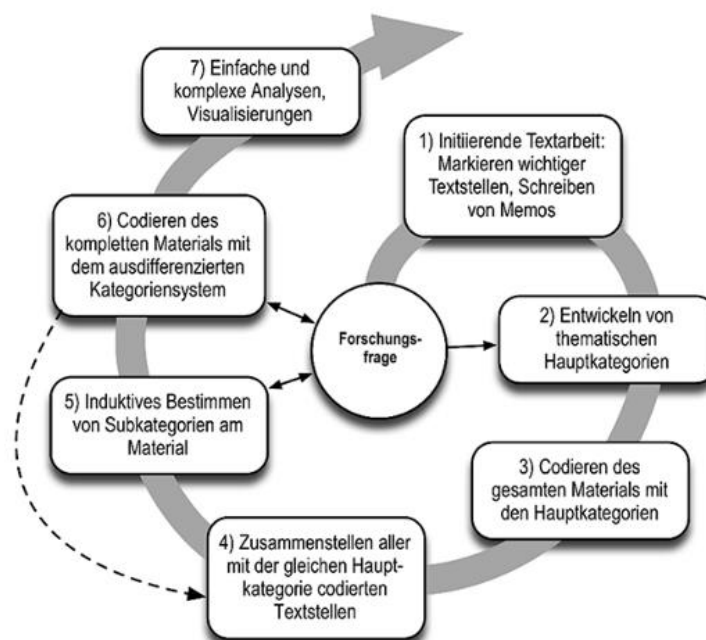 7) Einfache und
komplexe Analysen,
Visualisierungen
1) Initiierende Textarbeit:
Markieren wichtiger
Textstellen, Schreiben
von Memos
6) Codieren des
kompletten Materials mit
dem ausdifferenzierten
Kategoriensystem
Forschungs-
frage
2) Entwickeln von
thematischen
Hauptkategorien
5) Induktives Bestimmen
von Subkategorien am
Material
3) Codieren des
gesamten Materials mit
den Hauptkategorien
4) Zusammenstellen aller
mit der gleichen Haupt-
kategorie codierten
Textstellen